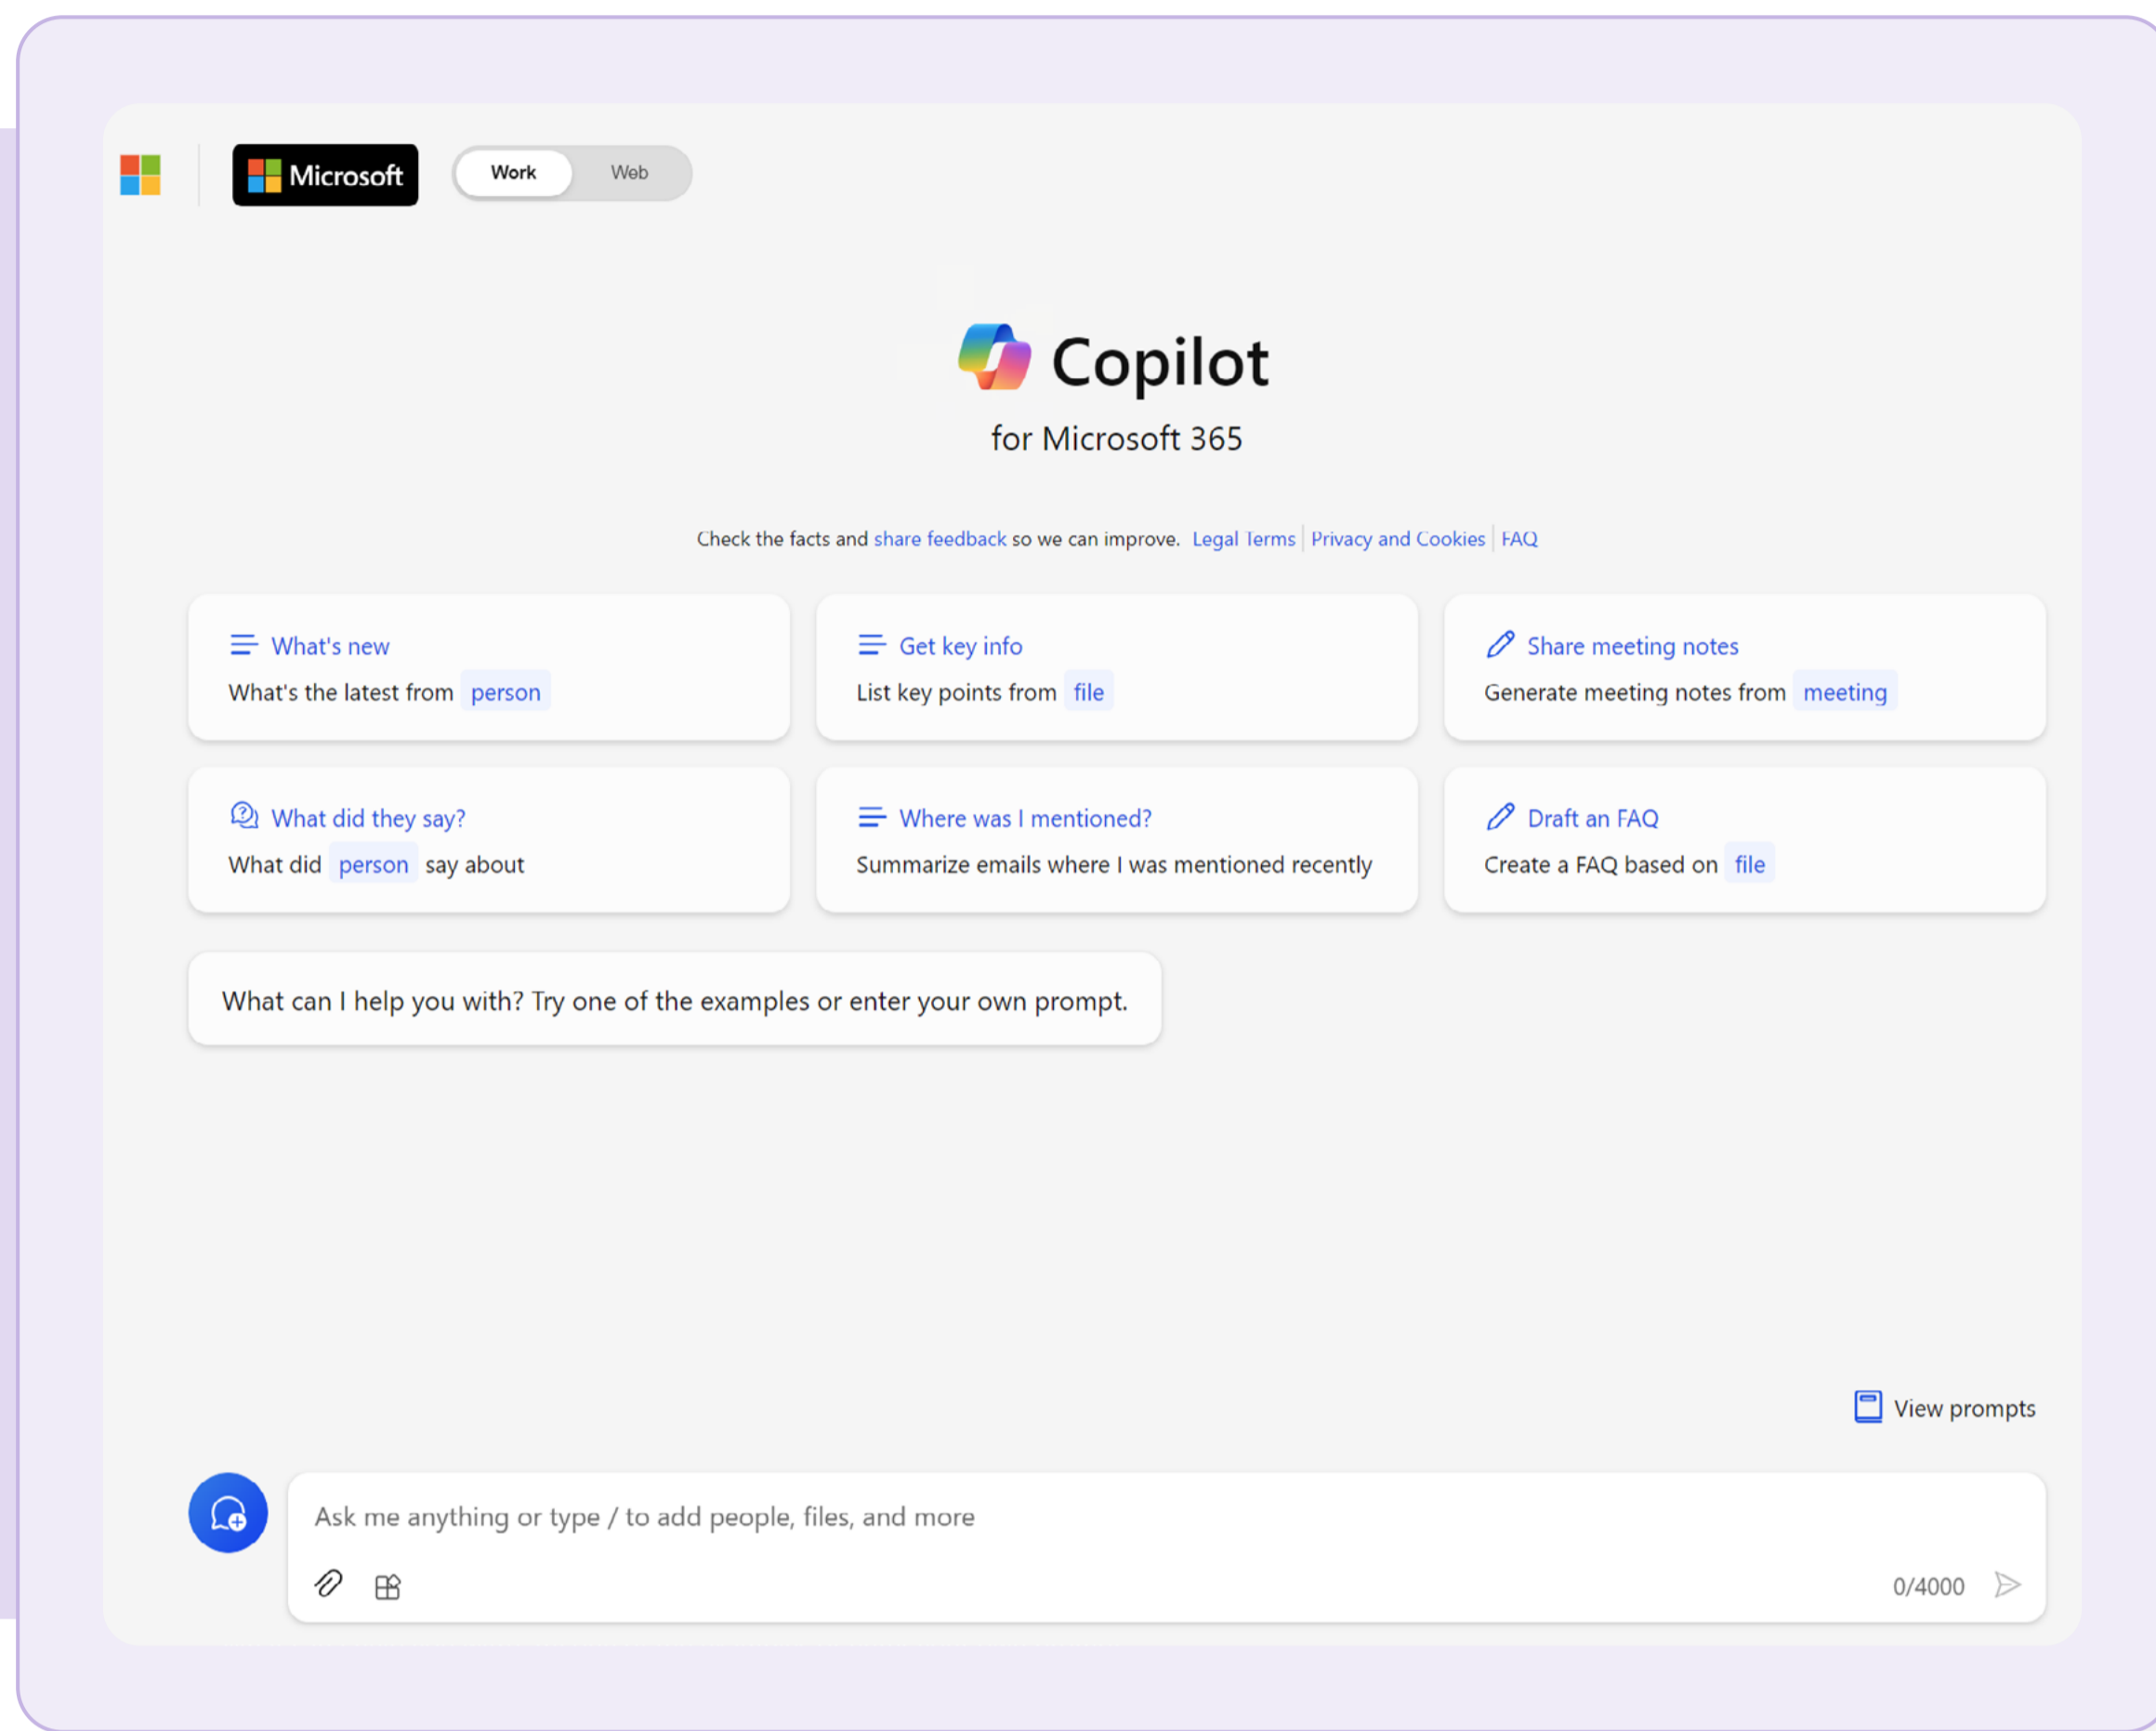 Microsoft Work Web
Copilot
for Microsoft 365
Check the facts and share feedback so we can improve. Legal Terms Privacy and Cookies FAQ
What's new
What's the latest from person
Get key info
List key points from file
Share meeting notes
Generate meeting notes from meeting
What did they say?
What did person say about
Where was I mentioned?
Summarize emails where I was mentioned recently
Draft an FAQ
Create a FAQ based on file
What can I help you with? Try one of the examples or enter your own prompt.
View prompts
Ask me anything or type / to add people, files, and more
0/4000